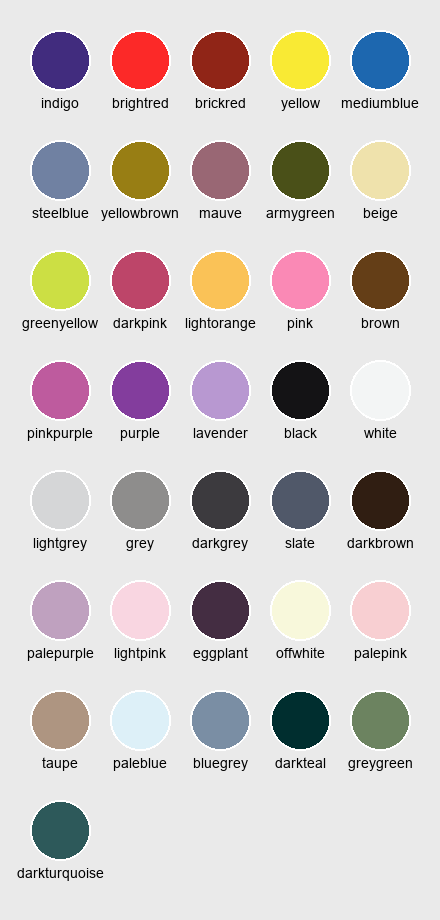 indigo brightred brickred yellow mediumblue
steelblue yellowbrown mauve armygreen beige
greenyellow darkpink lightorange pink brown
pinkpurple purple lavender black white
lightgrey grey darkgrey slate darkbrown
palepurple lightpink eggplant offwhite palepink
taupe paleblue bluegrey darkteal greygreen
darkturquoise